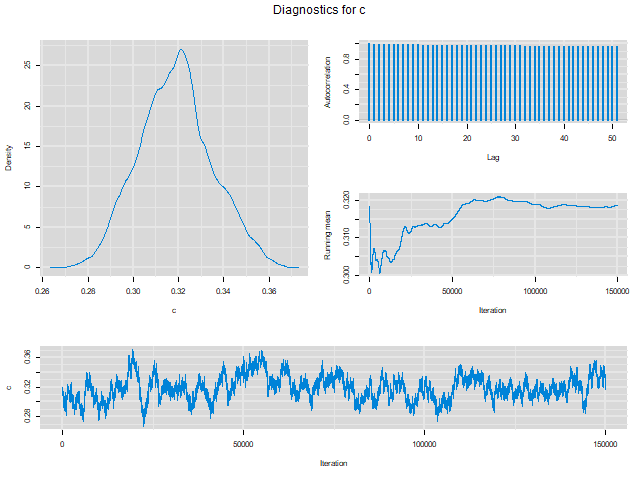 Diagnostics for c
Density
0 5 10 15 20 25
0.26 0.28 0.30 0.32 0.34 0.36
c
Autocorrelation
0.0 0.4 0.8
0 10 20 30 40 50
Lag
Running mean
0.300 0.310 0.320
0 50000 100000 150000
Iteration
c
0.28 0.32 0.36
0 50000 100000 150000
Iteration